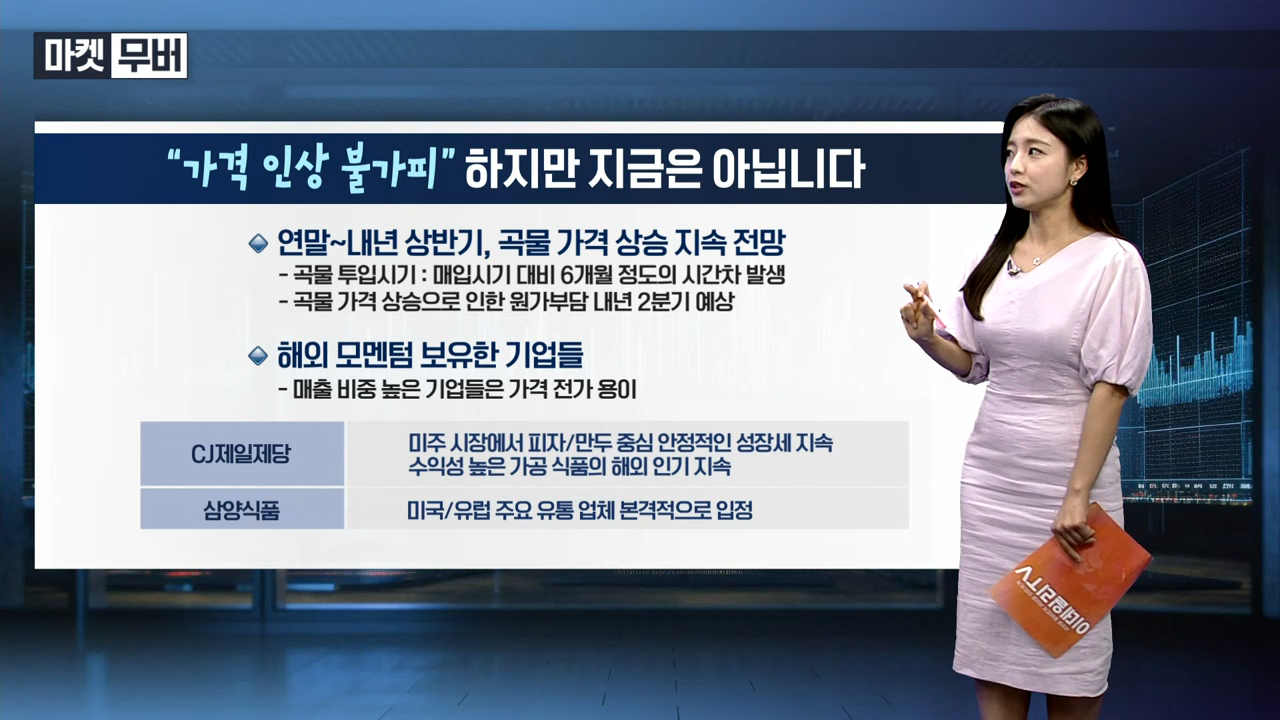 마켓 무버
“가격 인상 불가피” 하지만 지금은 아닙니다
연말~내년 상반기, 곡물 가격 상승 지속 전망
- 곡물 투입시기 : 매입시기 대비 6개월 정도의 시간차 발생
- 곡물 가격 상승으로 인한 원가부담 내년 2분기 예상
해외 모멘텀 보유한 기업들
- 매출 비중 높은 기업들은 가격 전가 용이
CJ제일제당
미주 시장에서 피자/만두 중심 안정적인 성장세 지속
수익성 높은 가공 식품의 해외 인기 지속
삼양식품
미국/유럽 주요 유통 업체 본격적으로 입점
이데일리TV